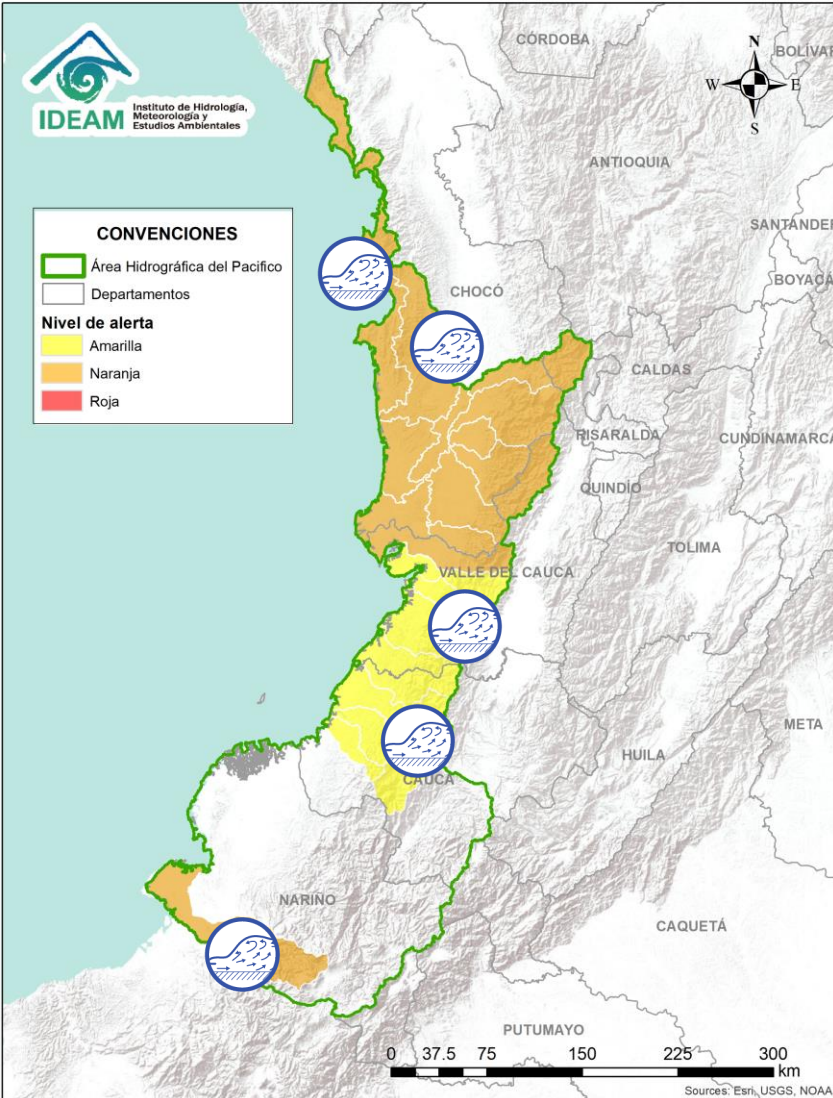 IDEAM
Instituto de Hidrología,
Meteorología y
Estudios Ambientales
CÓRDOBA
BOLÍVAR
N
W
E
S
ANTIOQUIA
SANTANDER
BOYACÁ
CONVENCIONES
Área Hidrográfica del Pacifico
Departamentos
Nivel de alerta
Amarilla
Naranja
Roja
CHOCÓ
CALDAS
RISARALDA
CUNDINAMARCA
QUINDÍO
TOLIMA
VALLE DEL CAUCA
META
HUILA
CAUCA
NARIÑO
CAQUETÁ
PUTUMAYO
0 37.5 75 150 225 300
km
Sources: Esri, USGS, NOAA